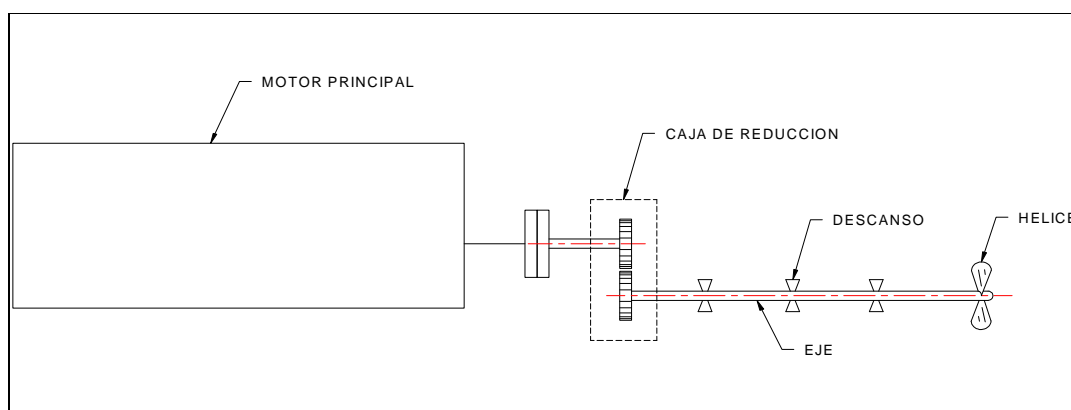 MOTOR PRINCIPAL
CAJA DE REDUCCION
DESCANSO
HELICE
EJE